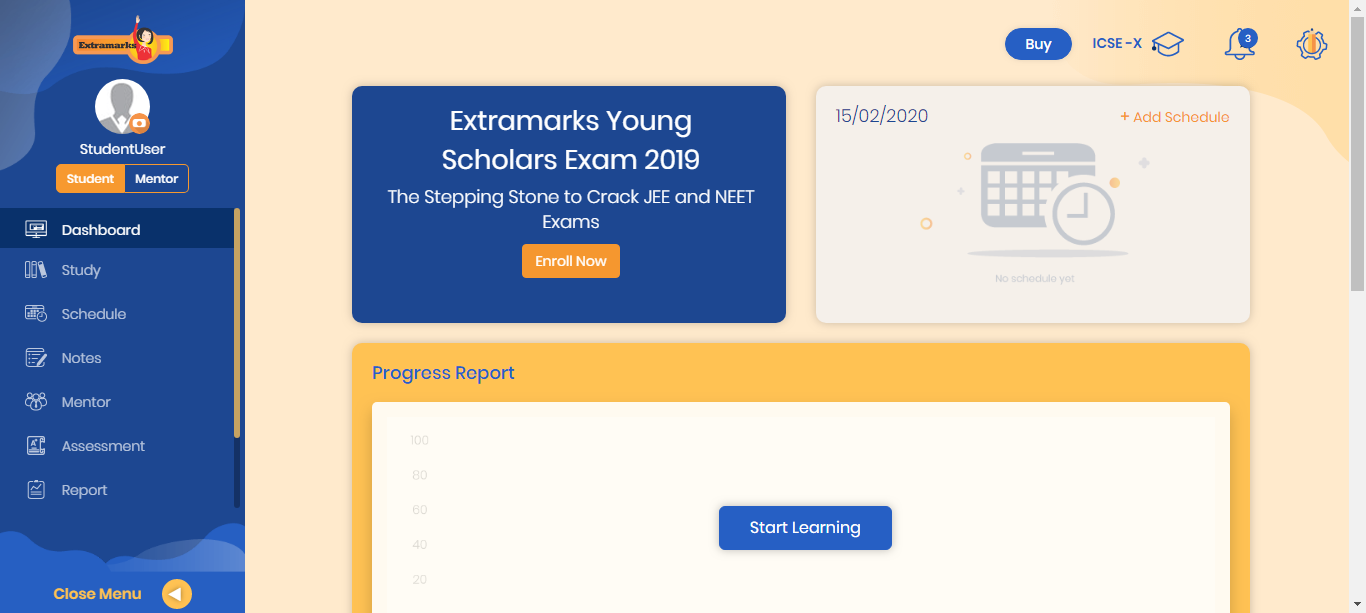 Extramarks
StudentUser
Student Mentor
Dashboard
Study
Schedule
Notes
Mentor
Assessment
Report
Close Menu
Buy ICSE -X 3
Extramarks Young
Scholars Exam 2019
The Stepping Stone to Crack JEE and NEET
Exams
Enroll Now
15/02/2020 + Add Schedule
No schedule yet
Progress Report
100
80
60
40
20
Start Learning